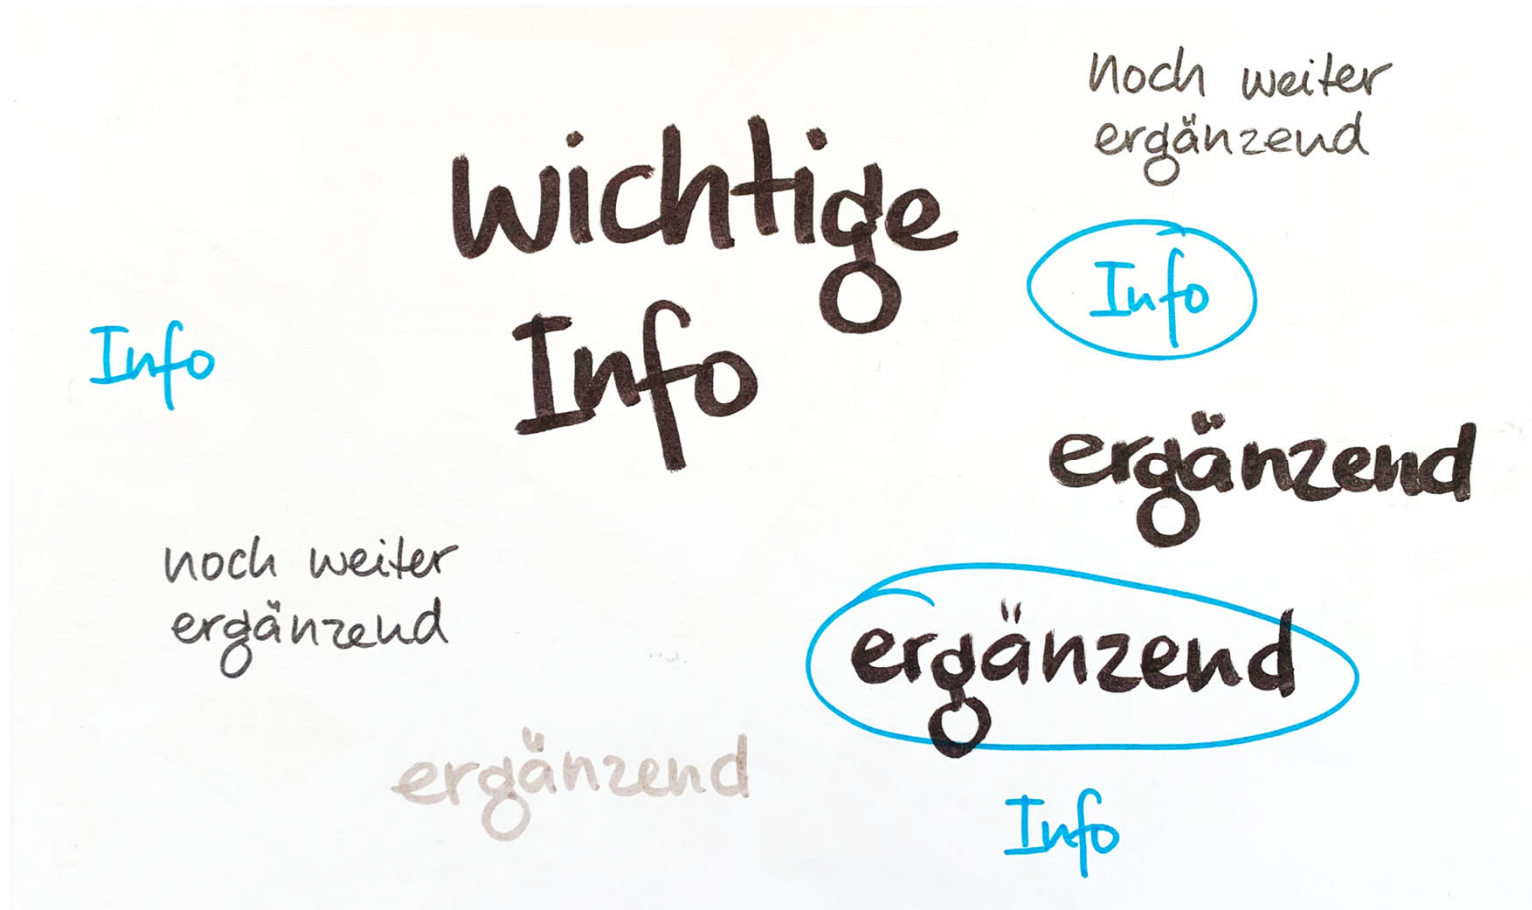 noch weiter
ergänzend
wichtige
Info
Info
Info
ergänzend
noch weiter
ergänzend
ergänzend
ergänzend
Info